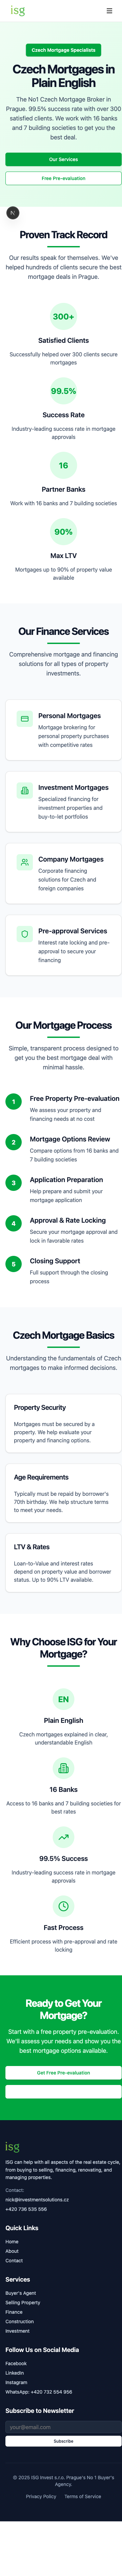 isg
Czech Mortgage Specialists
Czech Mortgages in
Plain English
The No1 Czech Mortgage Broker in
Prague. 99.5% success rate with over 300
satisfied clients. We work with 16 banks
and 7 building societies to get you the
best deal.
Our Services
Free Pre-evaluation
N
Proven Track Record
Our results speak for themselves. We've
helped hundreds of clients secure the best
mortgage deals in Prague.
300+
Satisfied Clients
Successfully helped over 300 clients secure
mortgages
99.5%
Success Rate
Industry-leading success rate in mortgage
approvals
16
Partner Banks
Work with 16 banks and 7 building societies
90%
Max LTV
Mortgages up to 90% of property value
available
Our Finance Services
Comprehensive mortgage and financing
solutions for all types of property
investments.
Personal Mortgages
Mortgage brokering for
personal property purchases
with competitive rates
Investment Mortgages
Specialized financing for
investment properties and
buy-to-let portfolios
Company Mortgages
Corporate financing
solutions for Czech and
foreign companies
Pre-approval Services
Interest rate locking and pre-
approval to secure your
financing
Our Mortgage Process
Simple, transparent process designed to
get you the best mortgage deal with
minimal hassle.
1
Free Property Pre-evaluation
We assess your property and
financing needs at no cost
2
Mortgage Options Review
Compare options from 16 banks and
7 building societies
3
Application Preparation
Help prepare and submit your
mortgage application
4
Approval & Rate Locking
Secure your mortgage approval and
lock in favorable rates
5
Closing Support
Full support through the closing
process
Czech Mortgage Basics
Understanding the fundamentals of Czech
mortgages to make informed decisions.
Property Security
Mortgages must be secured by a
property. We help evaluate your
property and financing options.
Age Requirements
Typically must be repaid by borrower's
70th birthday. We help structure terms
to meet your needs.
LTV & Rates
Loan-to-Value and interest rates
depend on property value and borrower
status. Up to 90% LTV available.
Why Choose ISG for Your
Mortgage?
EN
Plain English
Czech mortgages explained in clear,
understandable English
16 Banks
Access to 16 banks and 7 building societies for
best rates
99.5% Success
Industry-leading success rate in mortgage
approvals
Fast Process
Efficient process with pre-approval and rate
locking
Ready to Get Your
Mortgage?
Start with a free property pre-evaluation.
We'll assess your needs and show you the
best mortgage options available.
Get Free Pre-evaluation
isg
ISG can help with all aspects of the real estate cycle,
from buying to selling, financing, renovating, and
managing properties.
Contact:
nick@investmentsolutions.cz
+420 736 535 556
Quick Links
Home
About
Contact
Services
Buyer's Agent
Selling Property
Finance
Construction
Investment
Follow Us on Social Media
Facebook
LinkedIn
Instagram
WhatsApp: +420 732 554 956
Subscribe to Newsletter
your@email.com
Subscribe
© 2025 ISG Invest s.r.o. Prague's No 1 Buyer's
Agency.
Privacy Policy Terms of Service